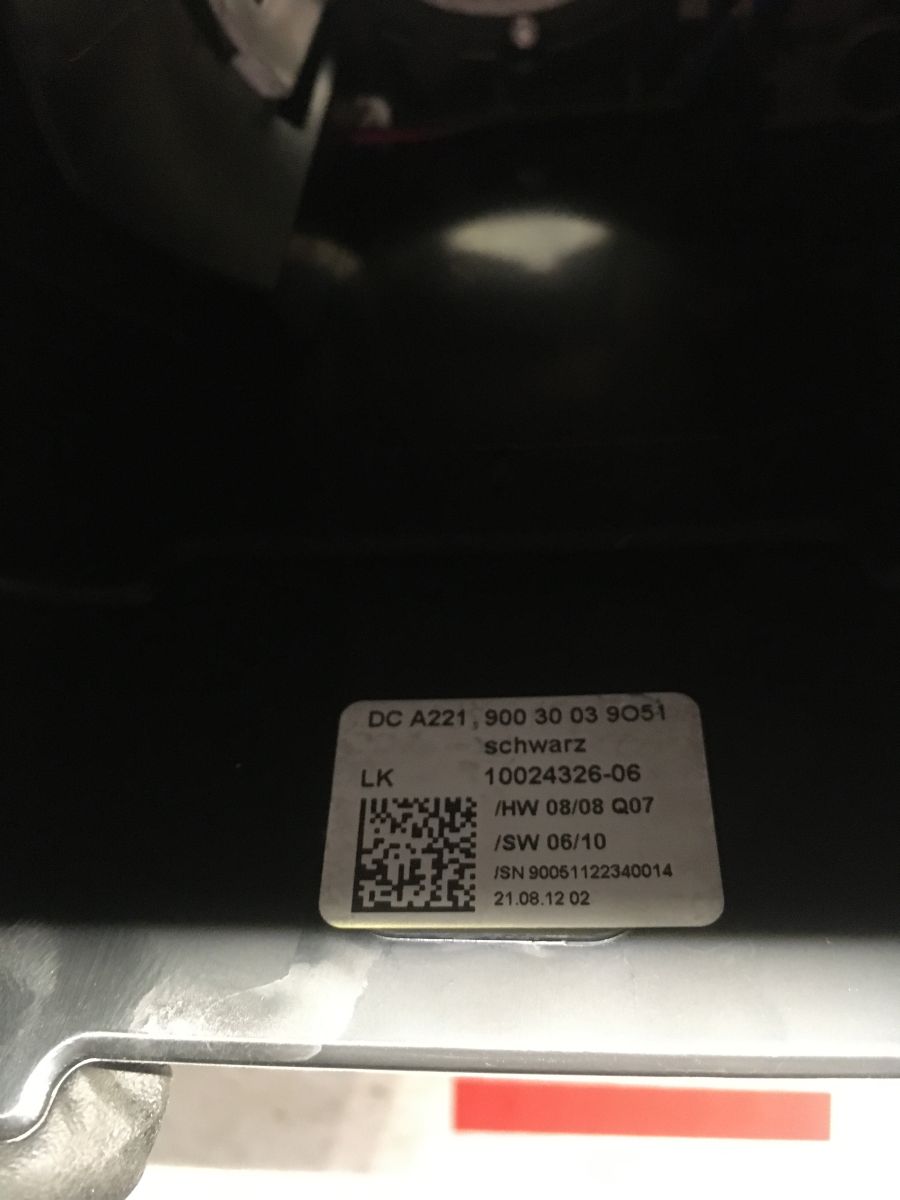 DC A221 900 30 03 9O51
schwarz
LK 10024326-06
/HW 08/08 Q07
/SW 06/10
/SN 90051122340014
21.08.12 02